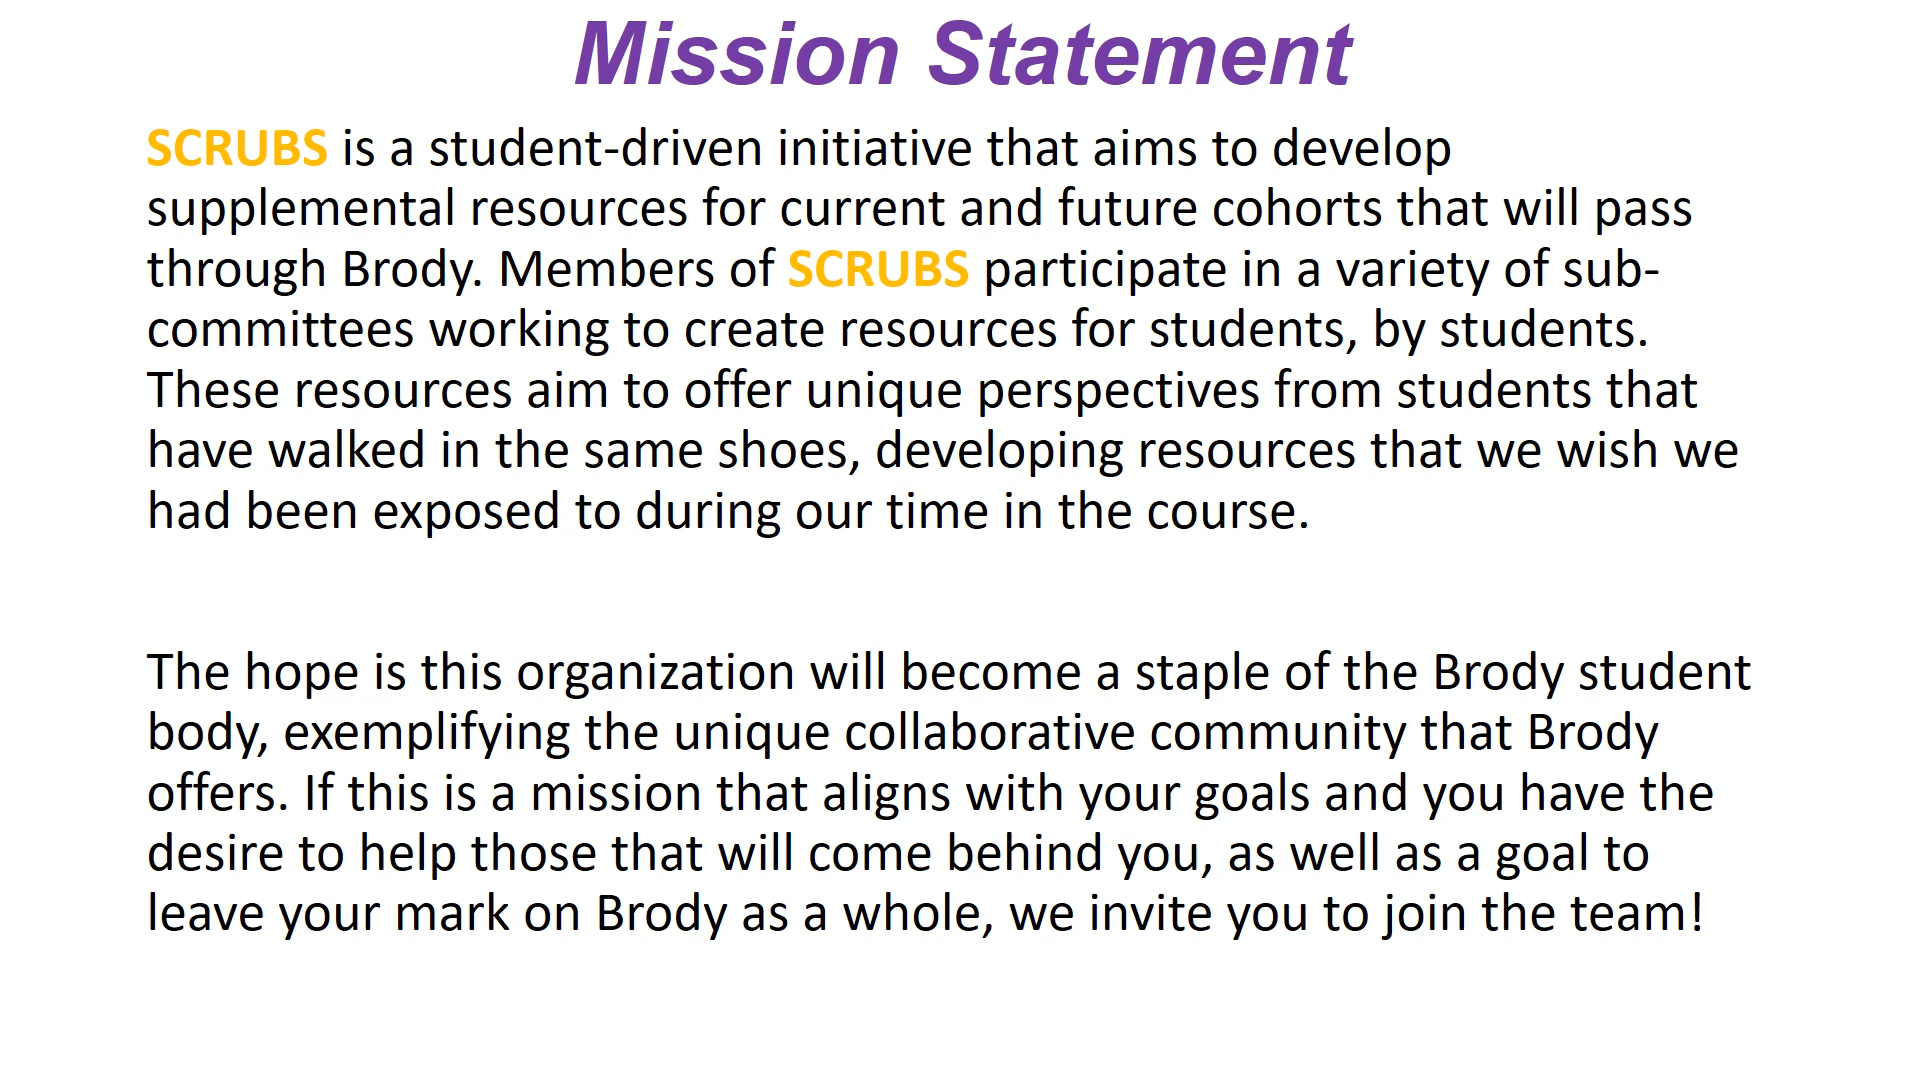 Mission Statement
SCRUBS is a student-driven initiative that aims to develop
supplemental resources for current and future cohorts that will pass
through Brody. Members of SCRUBS participate in a variety of sub-
committees working to create resources for students, by students.
These resources aim to offer unique perspectives from students that
have walked in the same shoes, developing resources that we wish we
had been exposed to during our time in the course.
The hope is this organization will become a staple of the Brody student
body, exemplifying the unique collaborative community that Brody
offers. If this is a mission that aligns with your goals and you have the
desire to help those that will come behind you, as well as a goal to
leave your mark on Brody as a whole, we invite you to join the team!